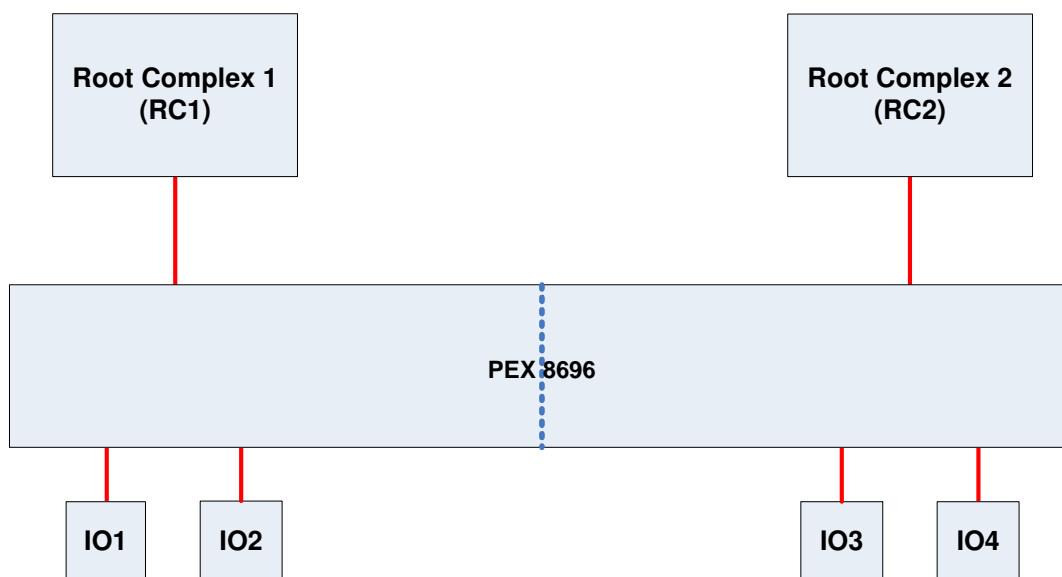 Root Complex 1
(RC1)
Root Complex 2
(RC2)
PEX 8696
IO1
IO2
IO3
IO4